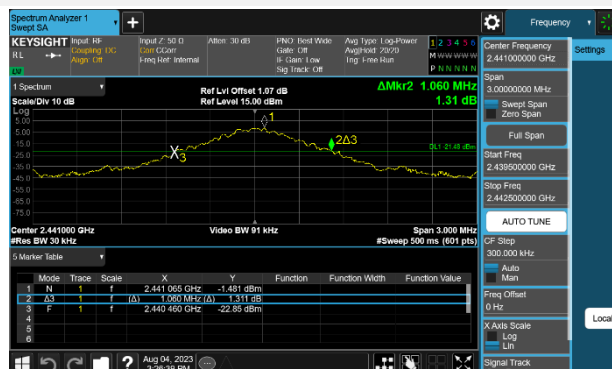 Spectrum Analyzer 1
Swept SA
+
Frequency
KEYSIGHT
Input: RF
Input Z: 50 Ω
Atten: 30 dB
PNO: Best Wide
Avg Type: Log-Power
1 2 3 4 5 6
RL
Coupling: DC
Corr CCorr
Gate: Off
Avg|Hold: 20/20
M W W W W W
Align: Off
Freq Ref: Internal
IF Gain: Low
Trig: Free Run
Sig Track: Off
P N N N N N
Center Frequency
2.441000000 GHz
Settings
Span
3.00000000 MHz
Swept Span
Zero Span
Full Span
Start Freq
2.439500000 GHz
Stop Freq
2.442500000 GHz
AUTO TUNE
CF Step
300.000 kHz
Auto
Man
Freq Offset
0 Hz
X Axis Scale
Log
Lin
Local
Signal Track
1 Spectrum
Ref Lvl Offset 1.07 dB
ΔMkr2 1.060 MHz
Scale/Div 10 dB
Ref Level 15.00 dBm
1.31 dB
Log
5.00
-5.00
-15.0
-25.0
-35.0
-45.0
-55.0
-65.0
-75.0
1
2Δ3
X3
DL1 -21.48 dBm
Center 2.441000 GHz
Video BW 91 kHz
Span 3.000 MHz
#Res BW 30 kHz
#Sweep 500 ms (601 pts)
5 Marker Table
Mode Trace Scale X Y Function Function Width Function Value
1 N 1 f 2.441 065 GHz -1.481 dBm
2 Δ3 1 f (Δ) 1.060 MHz (Δ) 1.311 dB
3 F 1 f 2.440 460 GHz -22.85 dBm
4
5
6
?
Aug 04, 2023
3:26:39 PM